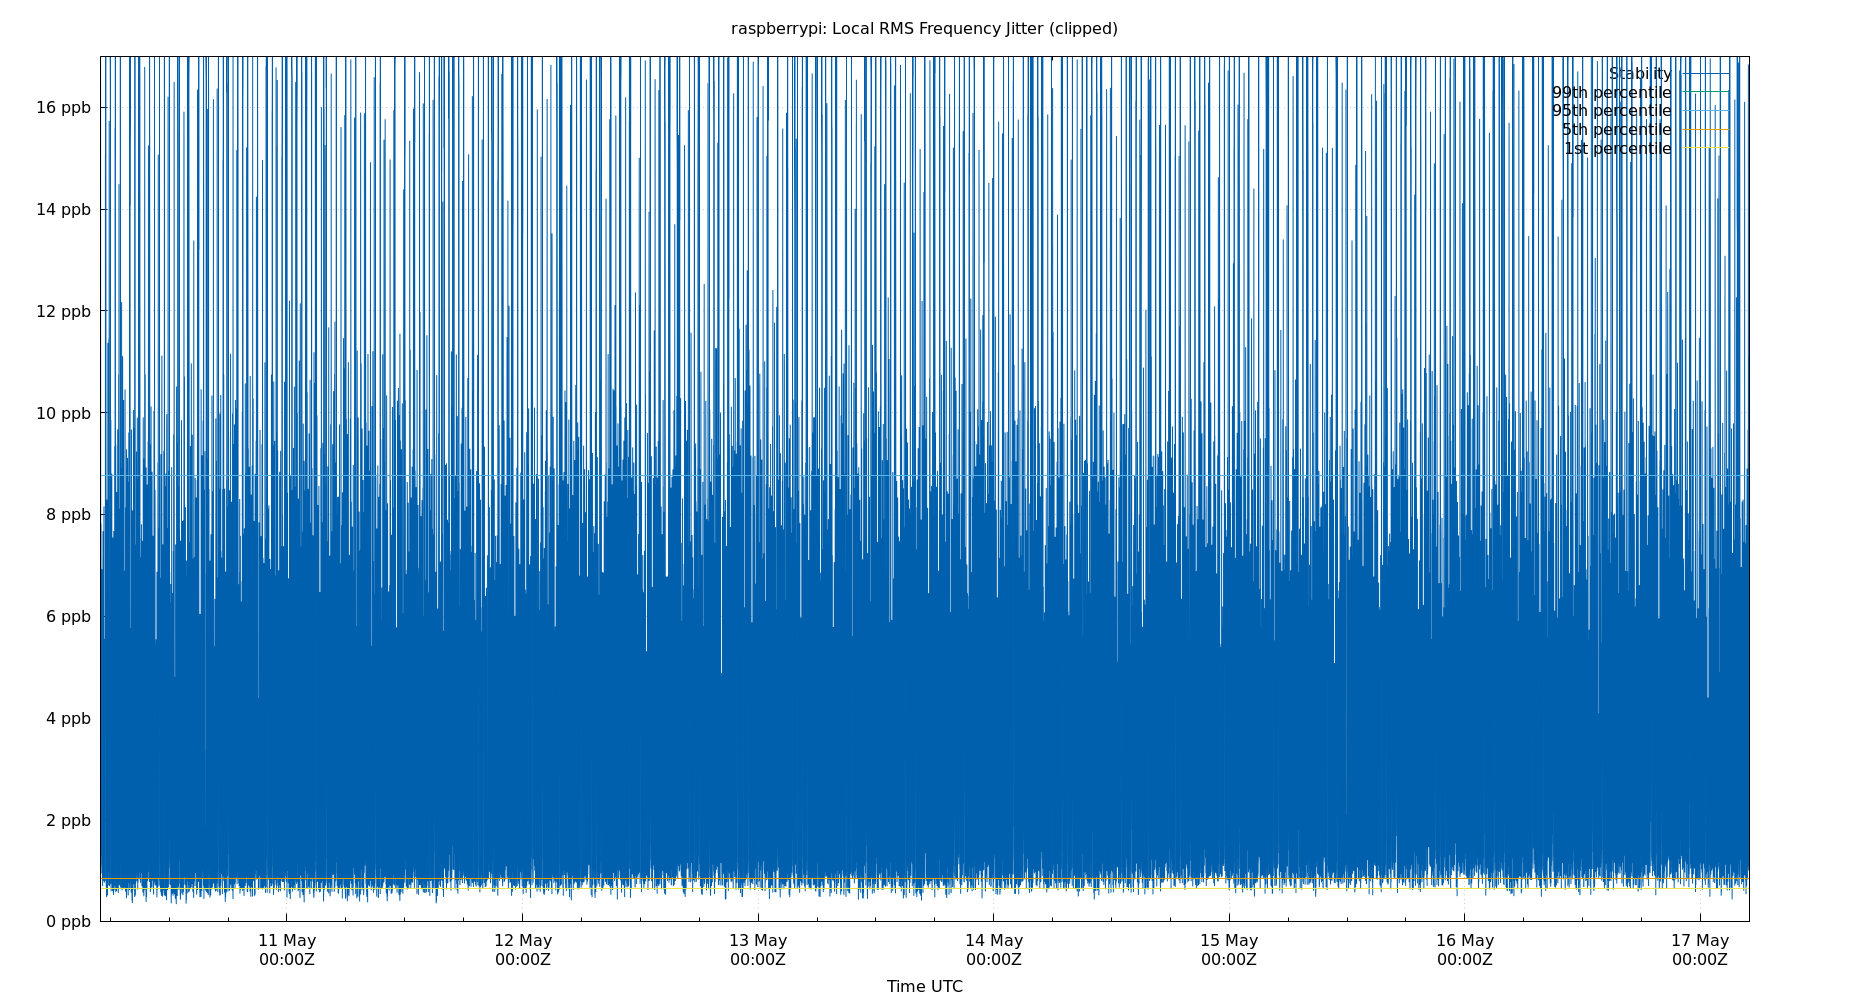 raspberrypi: Local RMS Frequency Jitter (clipped)
Stability
99th percentile
95th percentile
5th percentile
1st percentile
16 ppb
14 ppb
12 ppb
10 ppb
8 ppb
6 ppb
4 ppb
2 ppb
0 ppb
11 May 12 May 13 May 14 May 15 May 16 May 17 May
00:00Z 00:00Z 00:00Z 00:00Z 00:00Z 00:00Z 00:00Z
Time UTC